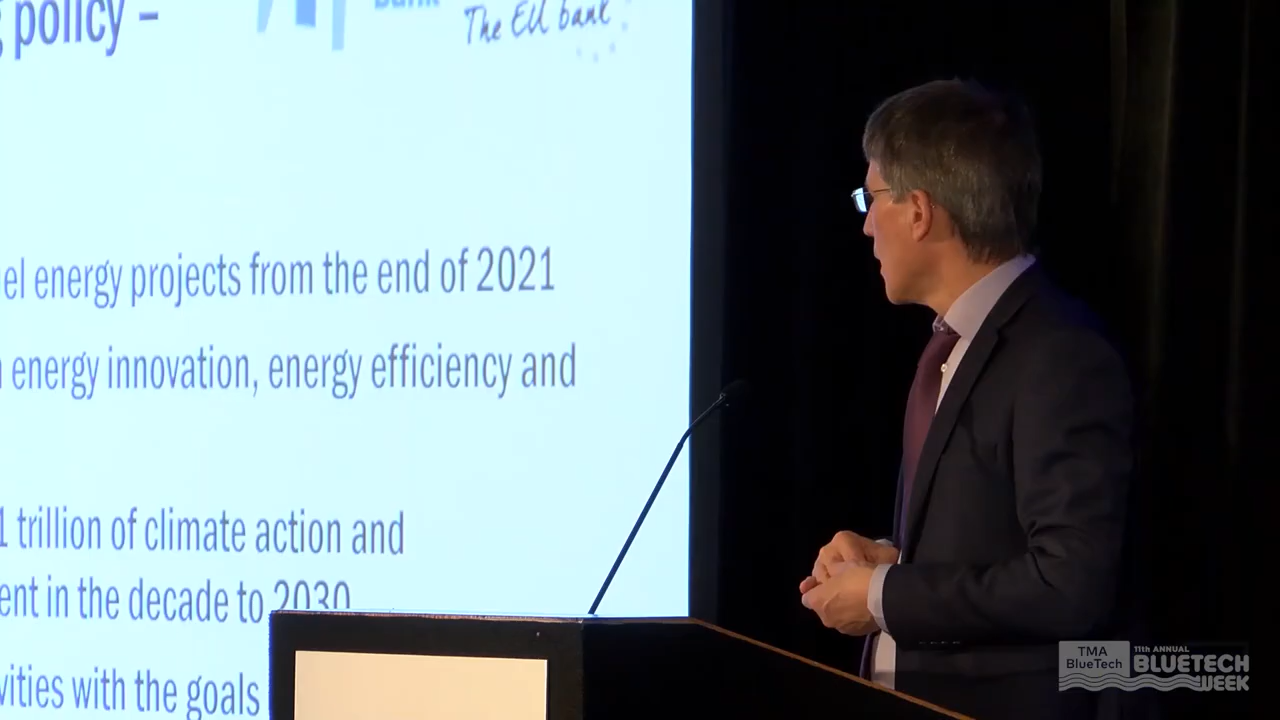 policy –
Bank
The EU bank
el energy projects from the end of 2021
energy innovation, energy efficiency and
1 trillion of climate action and
ent in the decade to 2030
vities with the goals
TMA
BlueTech
11th ANNUAL
BLUETECH
WEEK